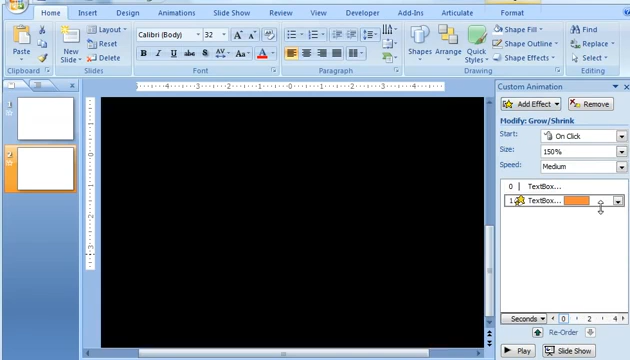 Home Insert Design Animations Slide Show Review View Developer Add-Ins Articulate Format
Paste
New Slide
Layout
Reset
Delete
Calibri (Body) 32
B I U S abe AV Aa A
Shapes Arrange Quick Styles
Shape Fill
Shape Outline
Shape Effects
Find
Replace
Select
Clipboard Slides Font Paragraph Drawing Editing
Custom Animation
Add Effect Remove
Modify: Grow/Shrink
Start: On Click
Size: 150%
Speed: Medium
0 TextBox...
1 TextBox...
Seconds 0 2 4
Re-Order
Play Slide Show
1
2